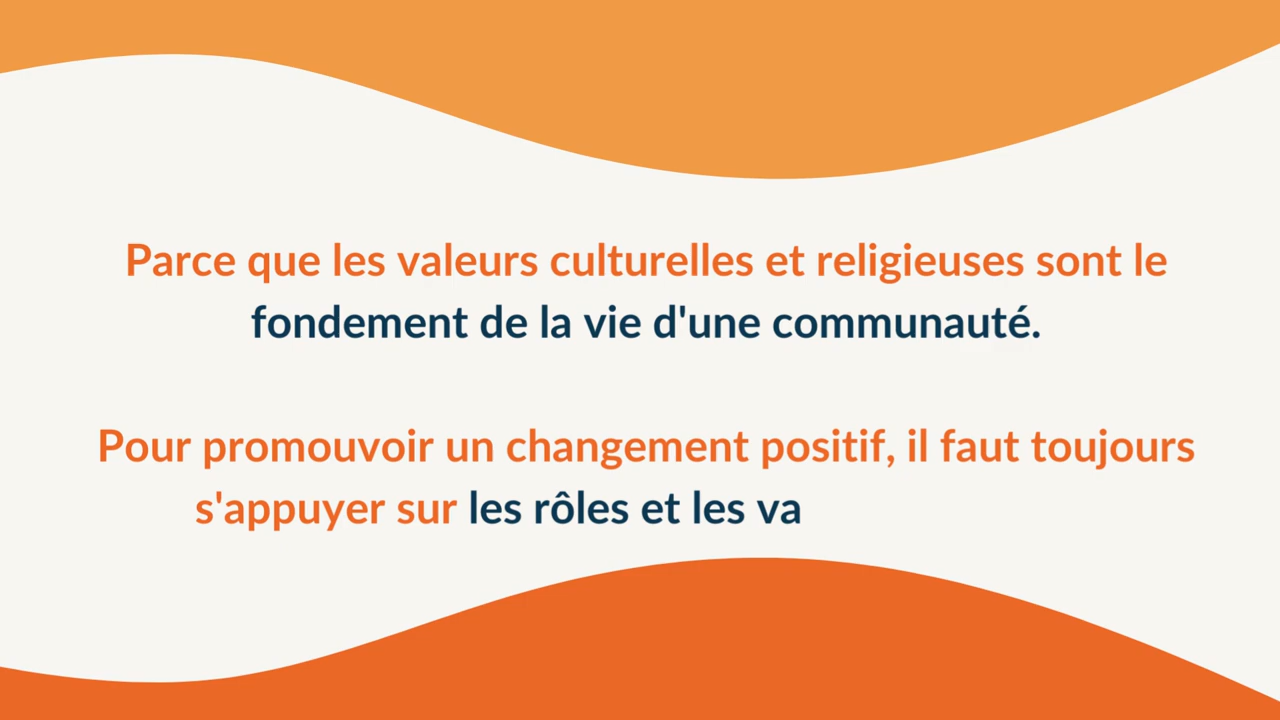 Parce que les valeurs culturelles et religieuses sont le
fondement de la vie d'une communauté.
Pour promouvoir un changement positif, il faut toujours
s'appuyer sur les rôles et les va